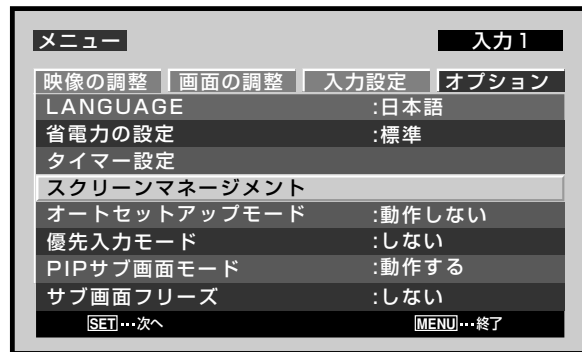 メニュー 入力1
映像の調整 画面の調整 入力設定 オプション
LANGUAGE :日本語
省電力の設定 :標準
タイマー設定
スクリーンマネージメント
オートセットアップモード :動作しない
優先入力モード :しない
PIPサブ画面モード :動作する
サブ画面フリーズ :しない
SET…次へ MENU…終了